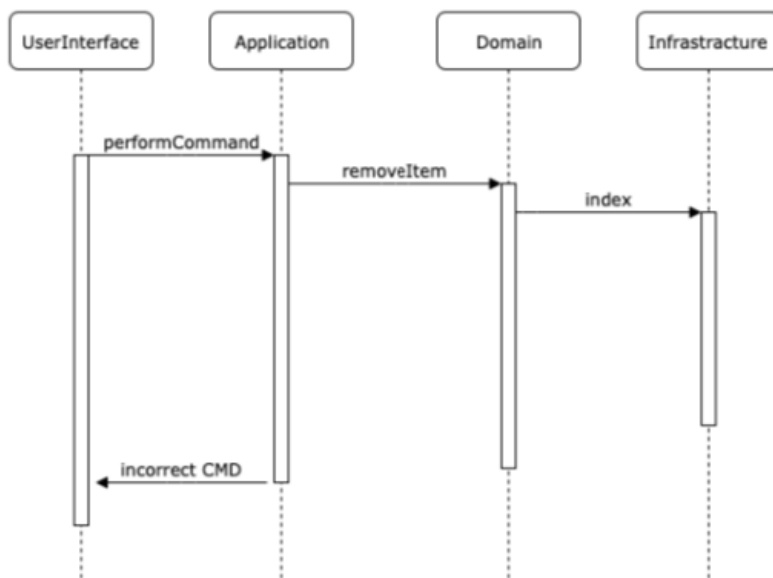 UserInterface
Application
Domain
Infrastracture
performCommand
removeItem
index
incorrect CMD